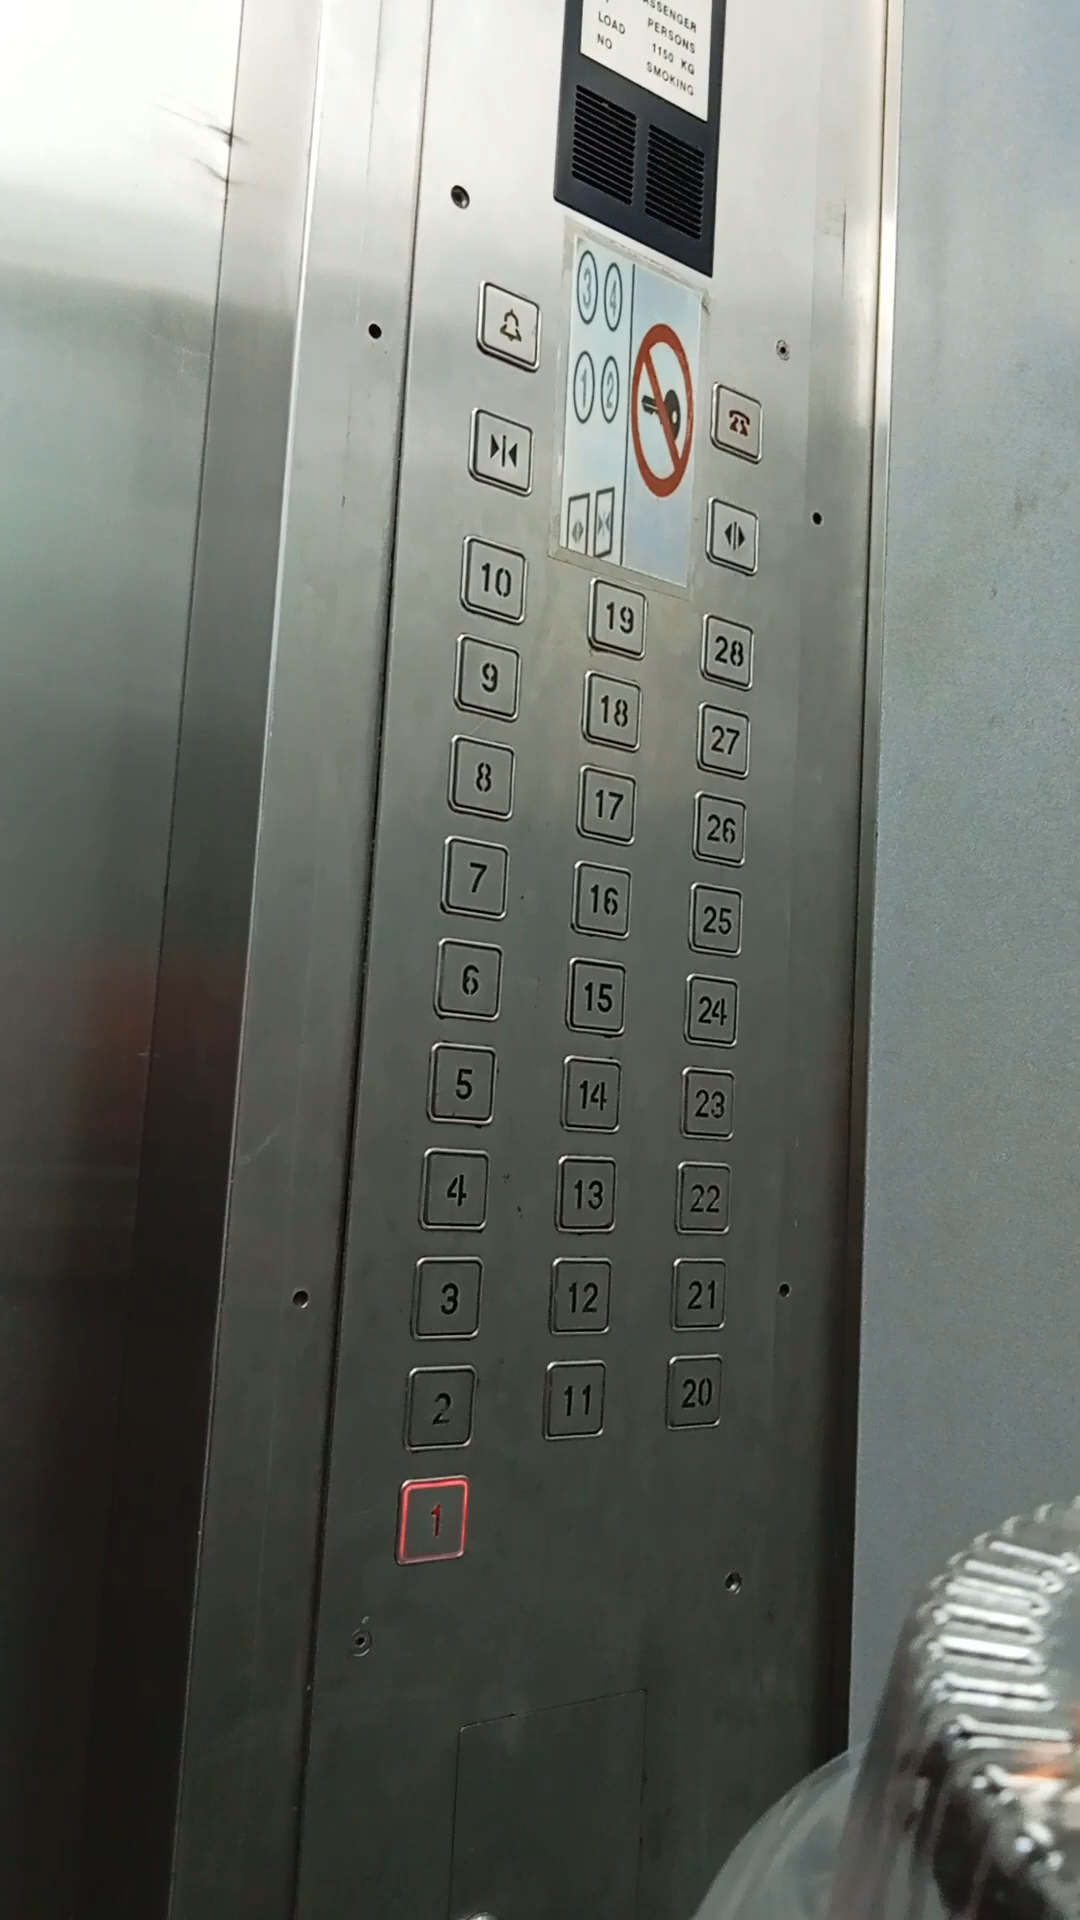 PASSENGER
PERSONS
LOAD 1150 KG
NO SMOKING
3 4
1 2
10 19 28
9 18 27
8 17 26
7 16 25
6 15 24
5 14 23
4 13 22
3 12 21
2 11 20
1